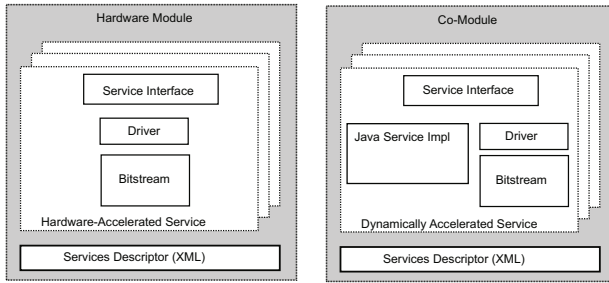 Hardware Module
Service Interface
Driver
Bitstream
Hardware-Accelerated Service
Services Descriptor (XML)
Co-Module
Service Interface
Java Service Impl
Driver
Bitstream
Dynamically Accelerated Service
Services Descriptor (XML)